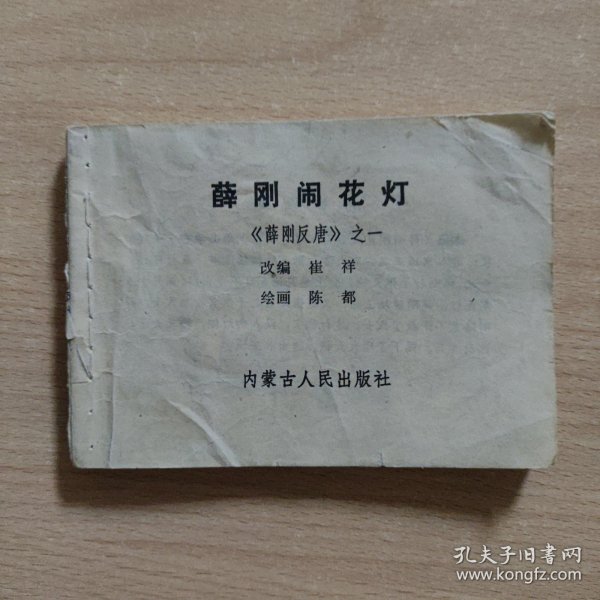 薛刚闹花灯
《薛刚反唐》之一
改编 崔祥
绘画 陈都
内蒙古人民出版社
孔夫子旧书网
www.kongfz.com